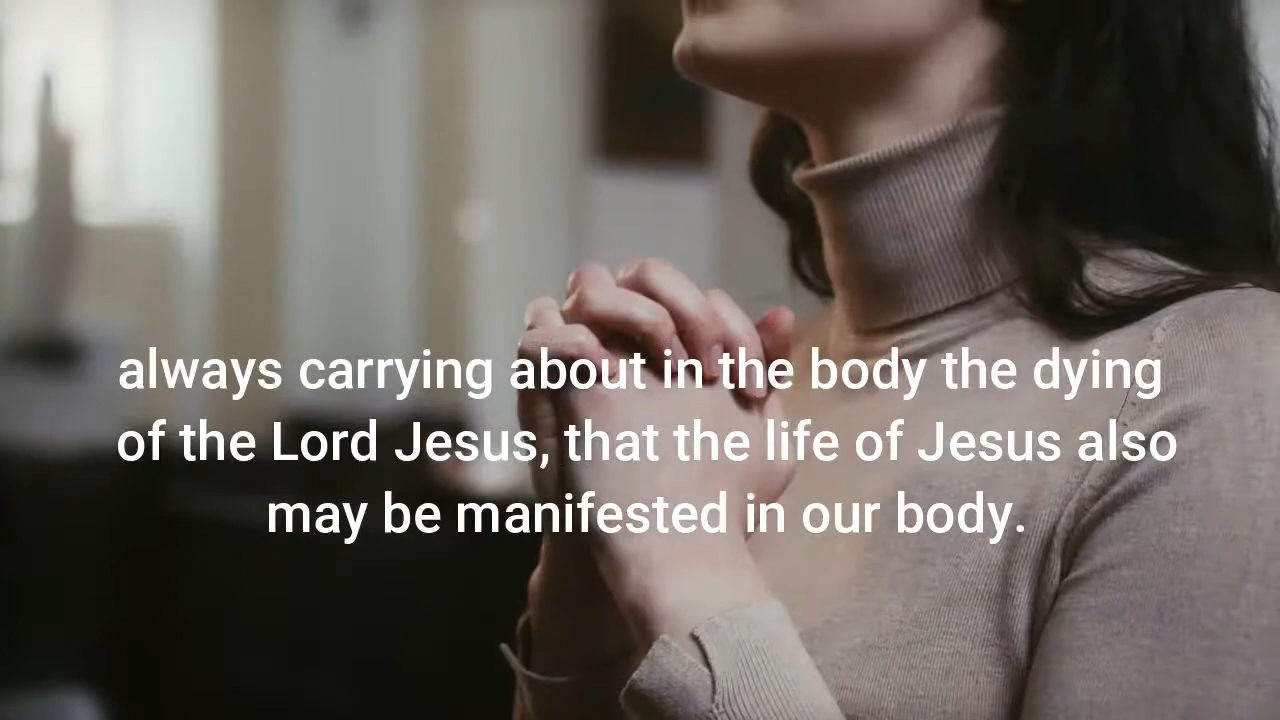 always carrying about in the body the dying
of the Lord Jesus, that the life of Jesus also
may be manifested in our body.